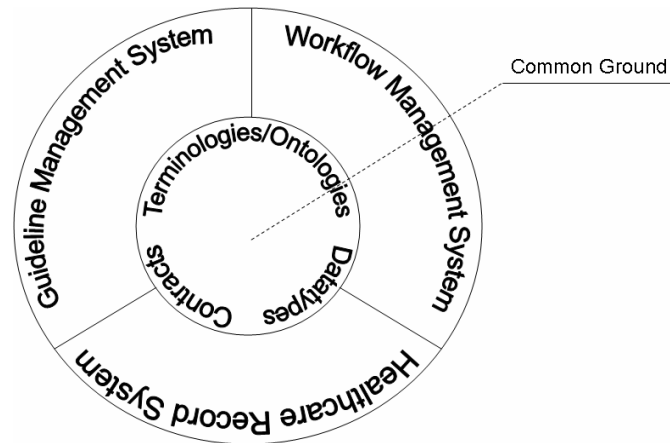 Guideline Management System
Workflow Management System
Common Ground
Terminologies/Ontologies
Contracts
Datatypes
Healthcare Record System